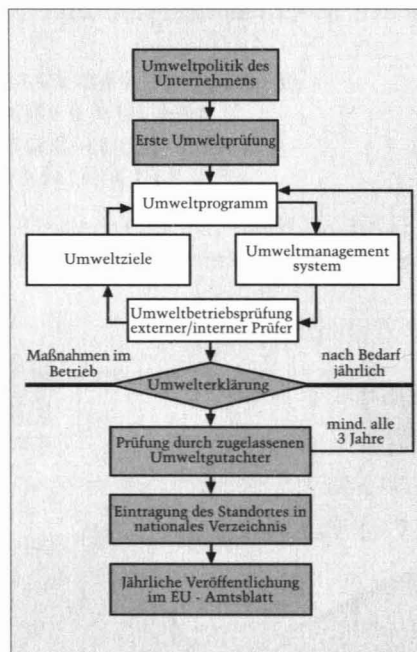 Umweltpolitik des
Unternehmens
Erste Umweltprüfung
Umweltprogramm
Umweltziele
Umweltmanagement
system
Umweltbetriebsprüfung
externer/interner Prüfer
Maßnahmen im
Betrieb
nach Bedarf
jährlich
Umwelterklärung
mind. alle
3 Jahre
Prüfung durch zugelassenen
Umweltgutachter
Eintragung des Standortes in
nationales Verzeichnis
Jährliche Veröffentlichung
im EU - Amtsblatt